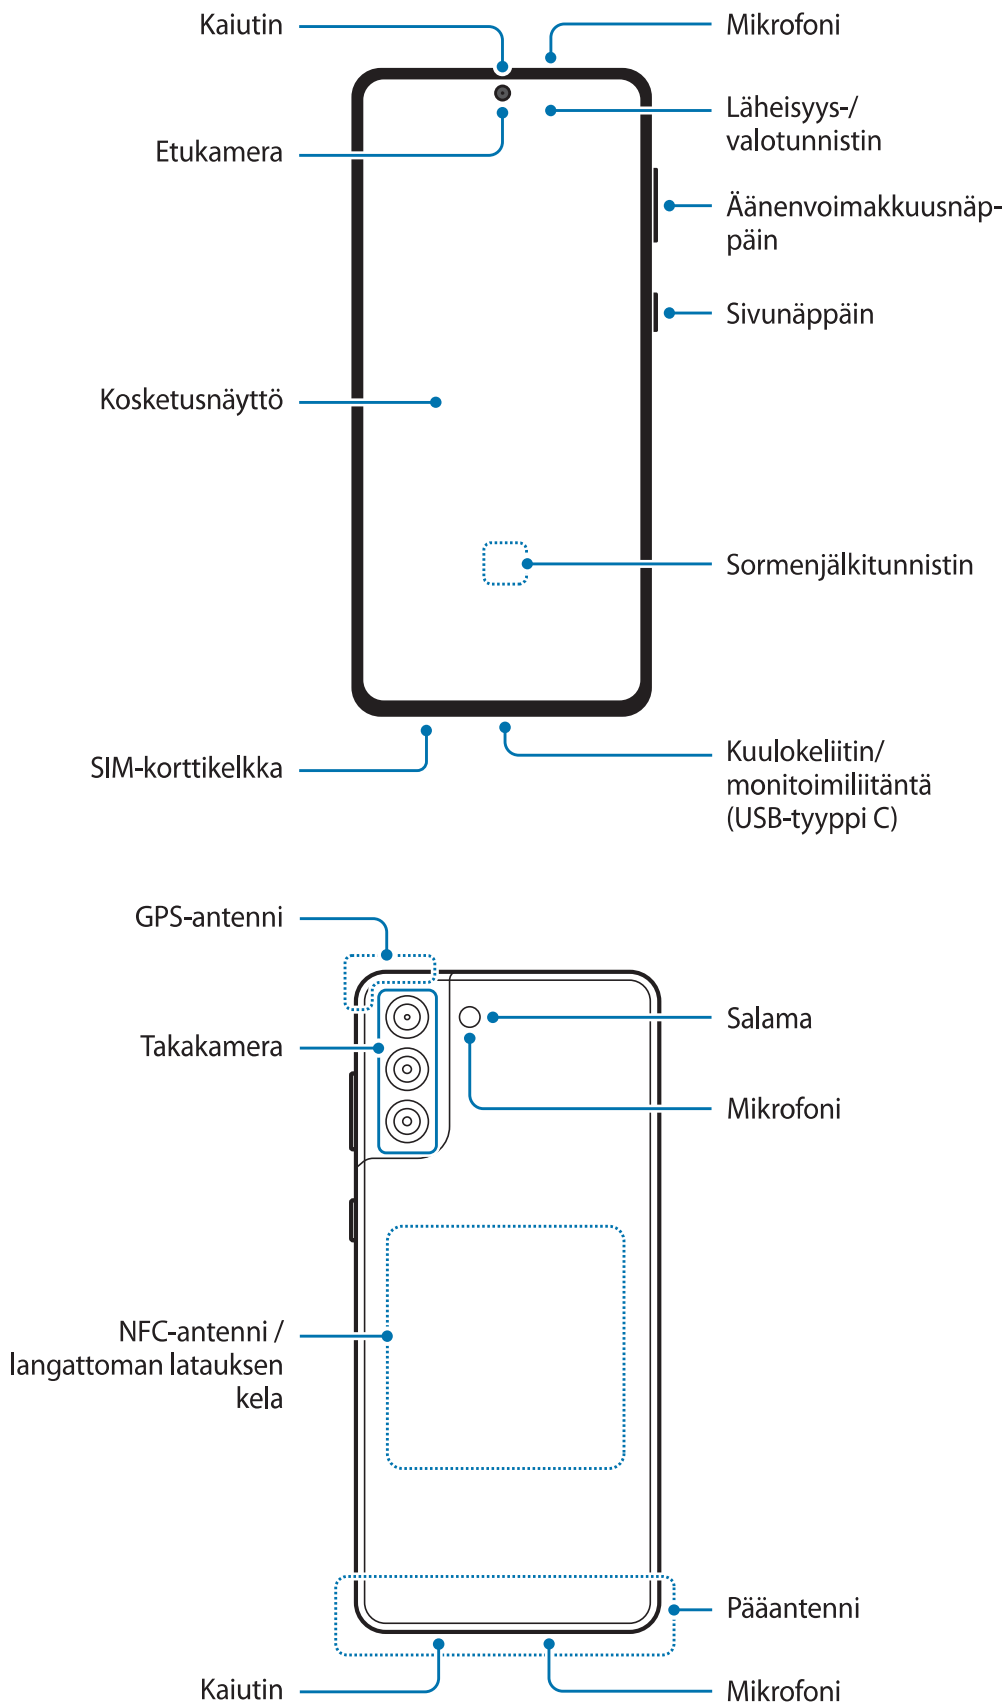 Kaiutin
Mikrofoni
Läheisyys-/
valotunnistin
Etukamera
Äänenvoimakkuusnäp-
päin
Sivunäppäin
Kosketusnäyttö
Sormenjälkitunnistin
SIM-korttikelkka
Kuulokeliitin/
monitoimiliitäntä
(USB-tyyppi C)
GPS-antenni
Salama
Takakamera
Mikrofoni
NFC-antenni /
langattoman latauksen
kela
Pääantenni
Kaiutin
Mikrofoni